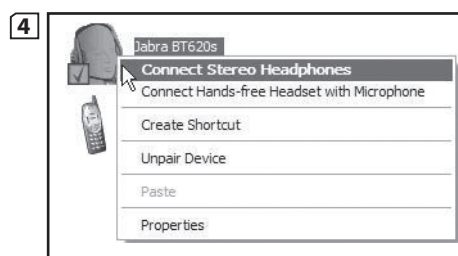 4
Jabra BT620s
Connect Stereo Headphones
Connect Hands-free Headset with Microphone
Create Shortcut
Unpair Device
Paste
Properties